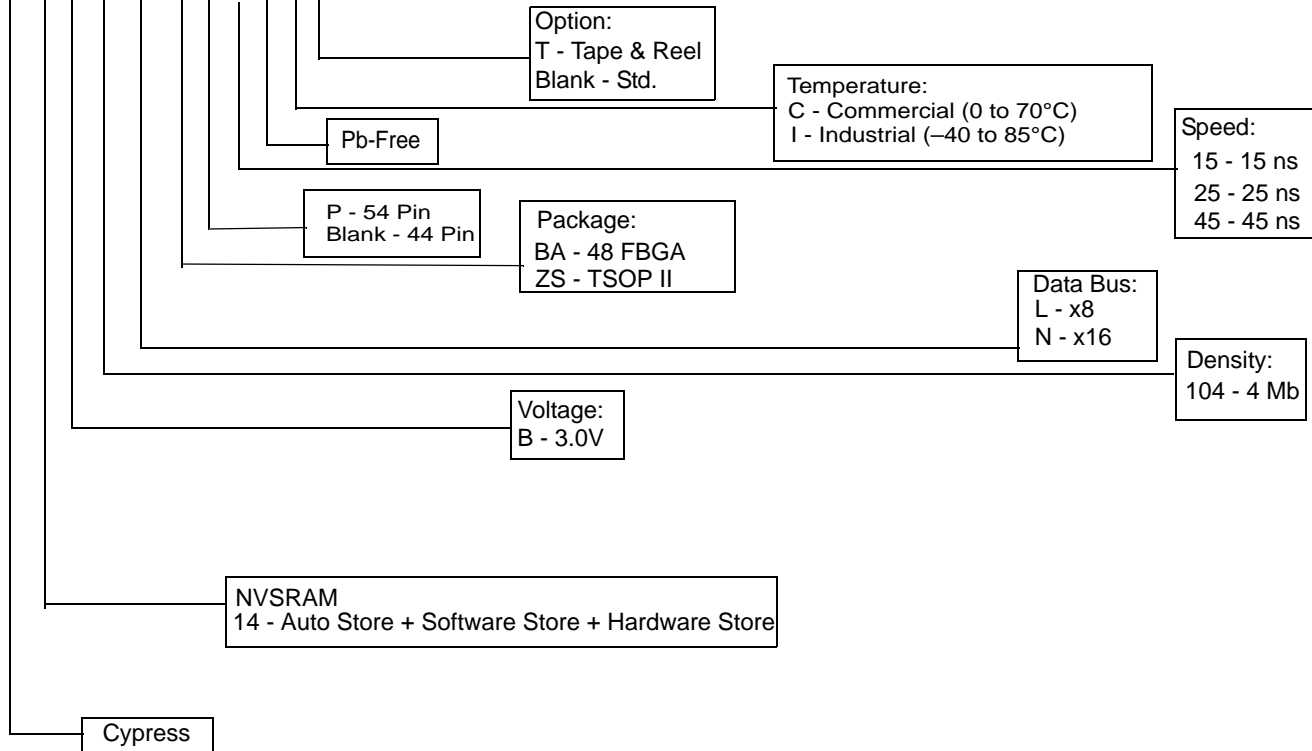 Option:
T - Tape & Reel
Blank - Std.
Temperature:
C - Commercial (0 to 70°C)
I - Industrial (–40 to 85°C)
Speed:
15 - 15 ns
25 - 25 ns
45 - 45 ns
Pb-Free
P - 54 Pin
Blank - 44 Pin
Package:
BA - 48 FBGA
ZS - TSOP II
Data Bus:
L - x8
N - x16
Density:
104 - 4 Mb
Voltage:
B - 3.0V
NVSRAM
14 - Auto Store + Software Store + Hardware Store
Cypress